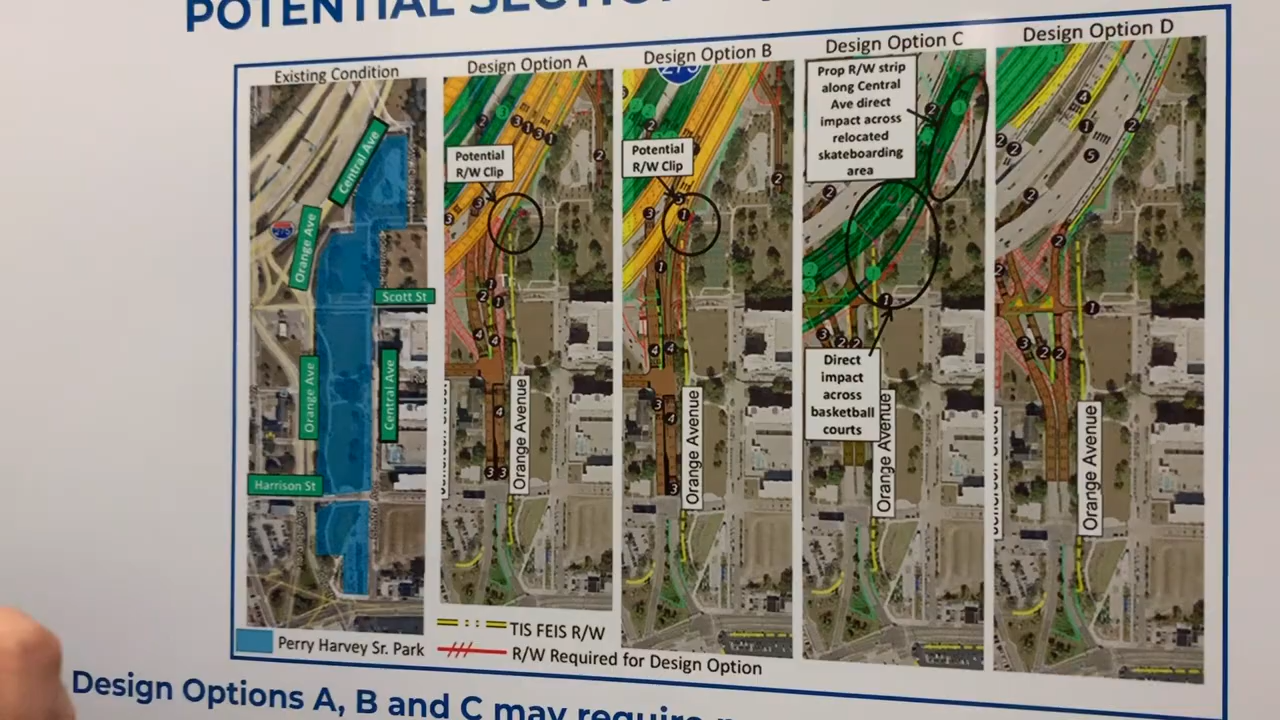 POTENTIAL
Existing Condition
Design Option A
Design Option B
Design Option C
Design Option D
Central Ave
Orange Ave
275
Scott St
Orange Ave
Central Ave
Harrison St
Potential
R/W Clip
Orange Avenue
Potential
R/W Clip
Orange Avenue
Prop R/W strip
along Central
Ave direct
impact across
relocated
skateboarding
area
Direct
impact
across
basketball
courts
Orange Avenue
Orange Avenue
Perry Harvey Sr. Park
TIS FEIS R/W
R/W Required for Design Option
Design Options A, B and C may require